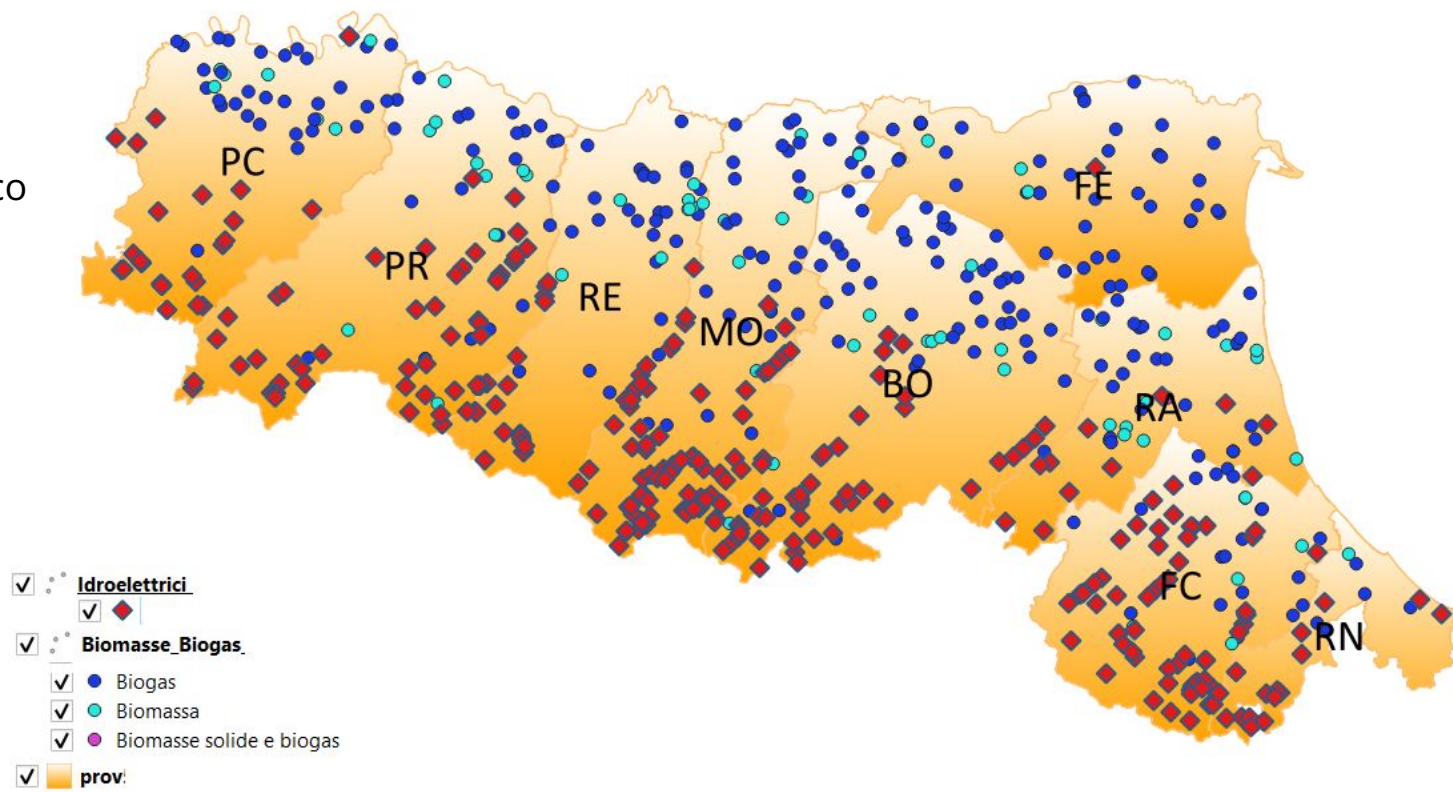 co
PC
PR
RE
MO
BO
FE
RA
FC
RN
Idroelettrici
Biomasse_Biogas
Biogas
Biomassa
Biomasse solide e biogas
prov